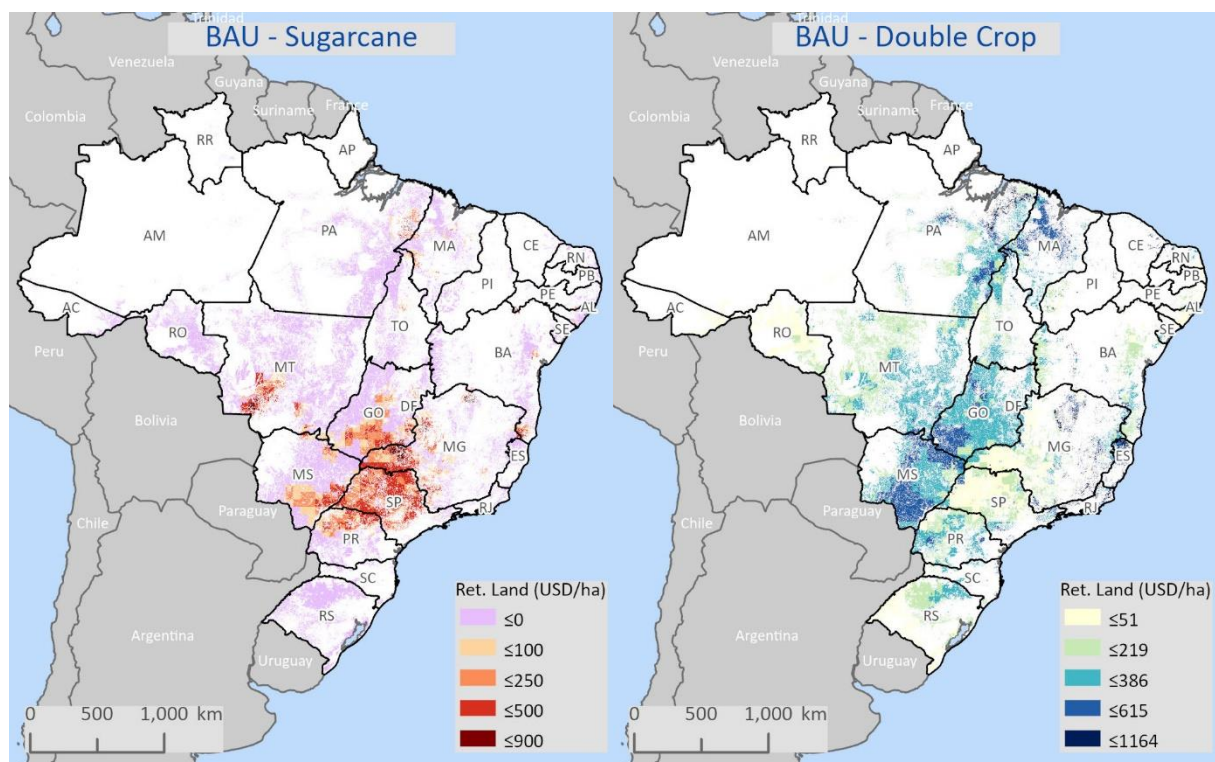 BAU - Sugarcane
Trinidad
Venezuela
Guyana
Suriname
France
Colombia
RR
AP
AM
PA
MA
CE
RN
PB
PE
AL
SE
PI
AC
RO
TO
BA
Peru
MT
GO
DF
Bolivia
MG
ES
MS
SP
RJ
Paraguay
Chile
PR
SC
RS
Argentina
Uruguay
Ret. Land (USD/ha)
≤0
≤100
≤250
≤500
≤900
0 500 1,000 km
BAU - Double Crop
Trinidad
Venezuela
Guyana
Suriname
France
Colombia
RR
AP
AM
PA
MA
CE
RN
PB
PE
AL
SE
PI
AC
RO
TO
BA
Peru
MT
GO
DF
Bolivia
MG
ES
MS
SP
RJ
Paraguay
Chile
PR
SC
RS
Argentina
Uruguay
Ret. Land (USD/ha)
≤51
≤219
≤386
≤615
≤1164
0 500 1,000 km